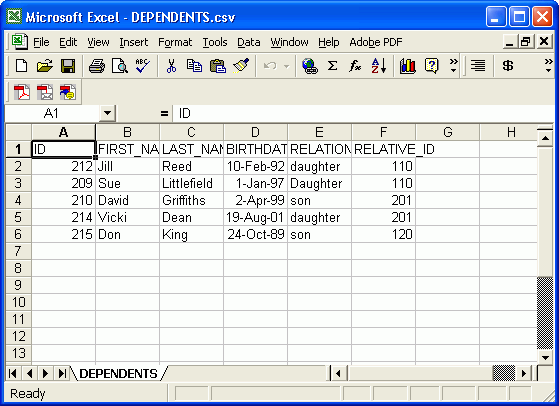 Microsoft Excel - DEPENDENTS.csv
File Edit View Insert Format Tools Data Window Help Adobe PDF
A1 = ID
A B C D E F G H
1 ID FIRST_NA LAST_NAM BIRTHDAT RELATION RELATIVE_ID
2 212 Jill Reed 10-Feb-92 daughter 110
3 209 Sue Littlefield 1-Jan-97 Daughter 110
4 210 David Griffiths 2-Apr-99 son 201
5 214 Vicki Dean 19-Aug-01 daughter 201
6 215 Don King 24-Oct-89 son 120
7
8
9
10
11
12
13
DEPENDENTS
Ready